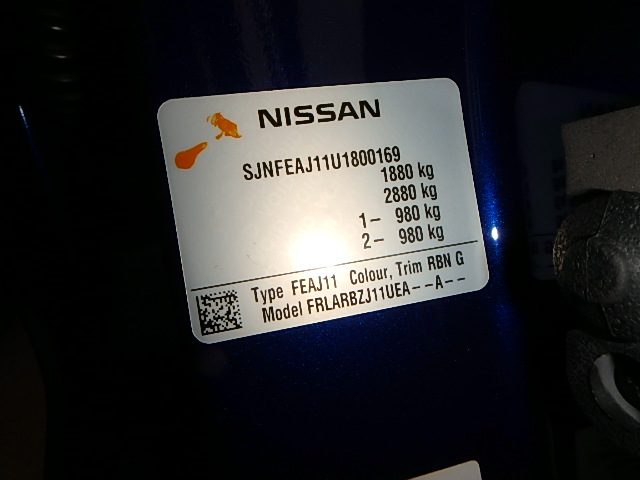 NISSAN
SJNFEAJ11U1800169
1880 kg
2880 kg
1- 980 kg
2- 980 kg
Type FEAJ11 Colour, Trim RBN G
Model FRLARBZJ11UEA--A--